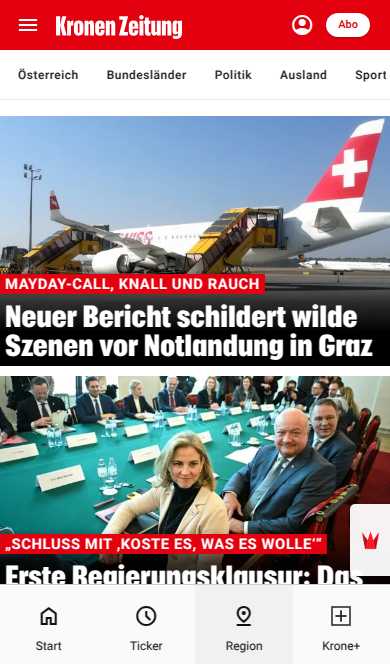 Kronen Zeitung
Abo
Österreich Bundesländer Politik Ausland Sport
SWISS
MAYDAY-CALL, KNALL UND RAUCH
Neuer Bericht schildert wilde
Szenen vor Notlandung in Graz
„SCHLUSS MIT ‚KOSTE ES, WAS ES WOLLE‘“
Erste Regierungsklausur: Das
Start Ticker Region Krone+